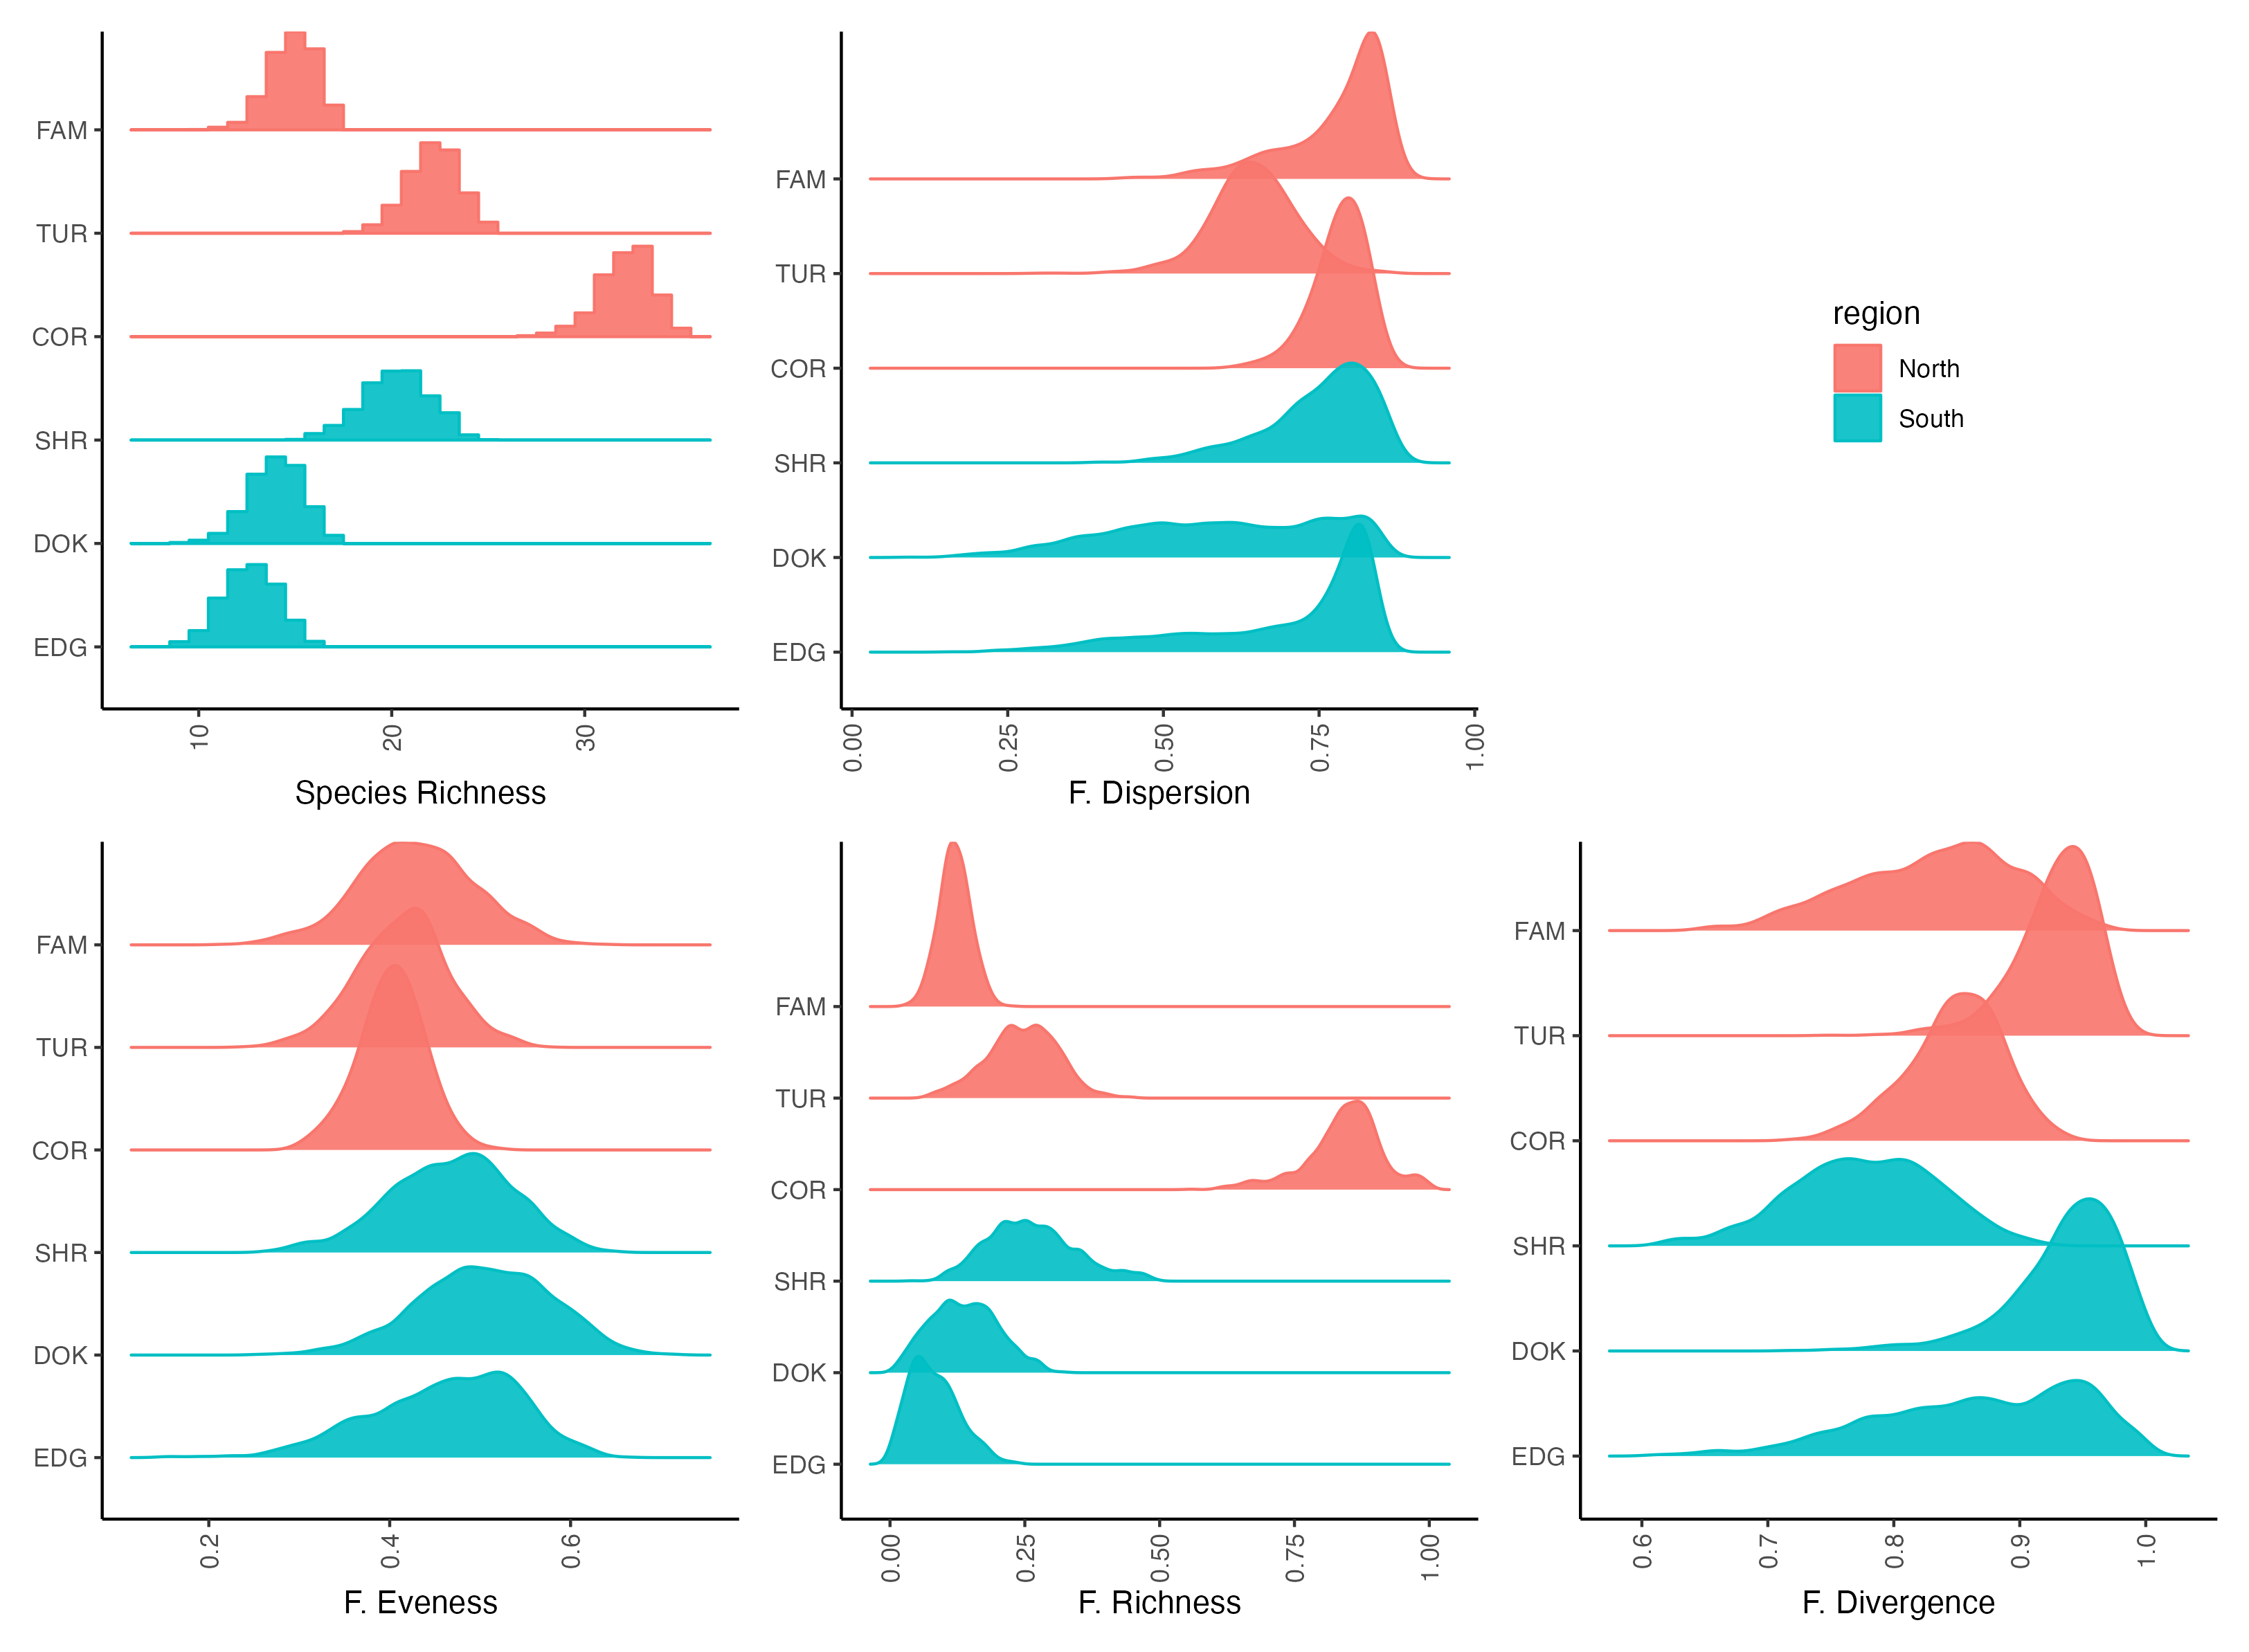 FAM
TUR
COR
SHR
DOK
EDG
10
20
30
Species Richness
FAM
TUR
COR
SHR
DOK
EDG
0.00
0.25
0.50
0.75
1.00
F. Dispersion
region
North
South
FAM
TUR
COR
SHR
DOK
EDG
0.2
0.4
0.6
F. Eveness
FAM
TUR
COR
SHR
DOK
EDG
0.00
0.25
0.50
0.75
1.00
F. Richness
FAM
TUR
COR
SHR
DOK
EDG
0.6
0.7
0.8
0.9
1.0
F. Divergence